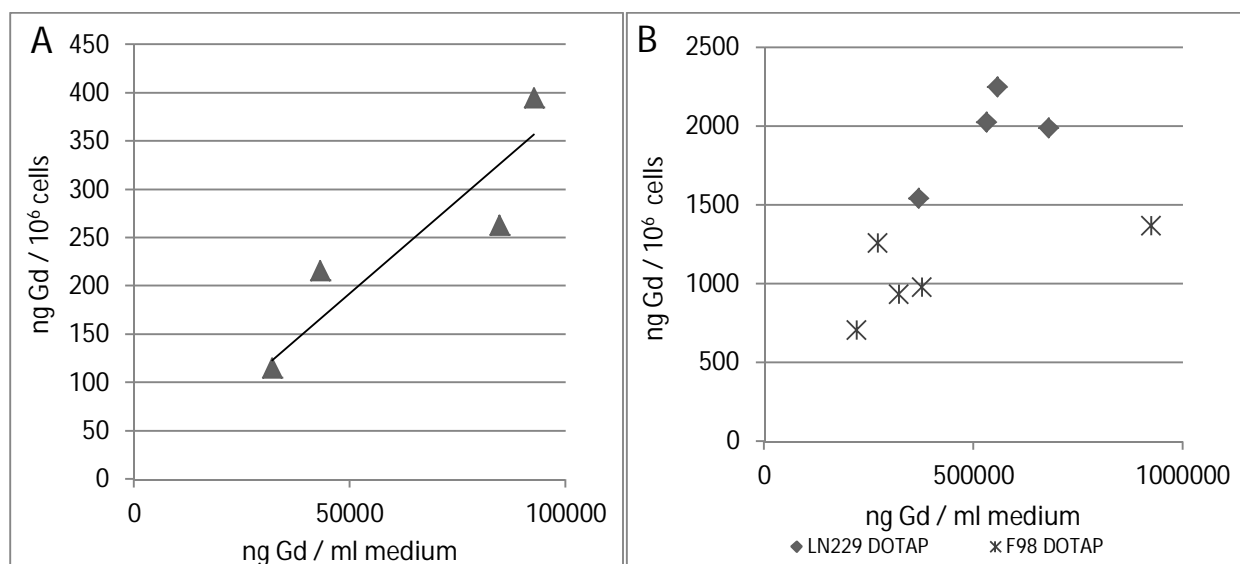 A
ng Gd / 10⁶ cells
450
400
350
300
250
200
150
100
50
0
0 50000 100000
ng Gd / ml medium
B
ng Gd / 10⁶ cells
2500
2000
1500
1000
500
0
0 500000 1000000
ng Gd / ml medium
LN229 DOTAP F98 DOTAP